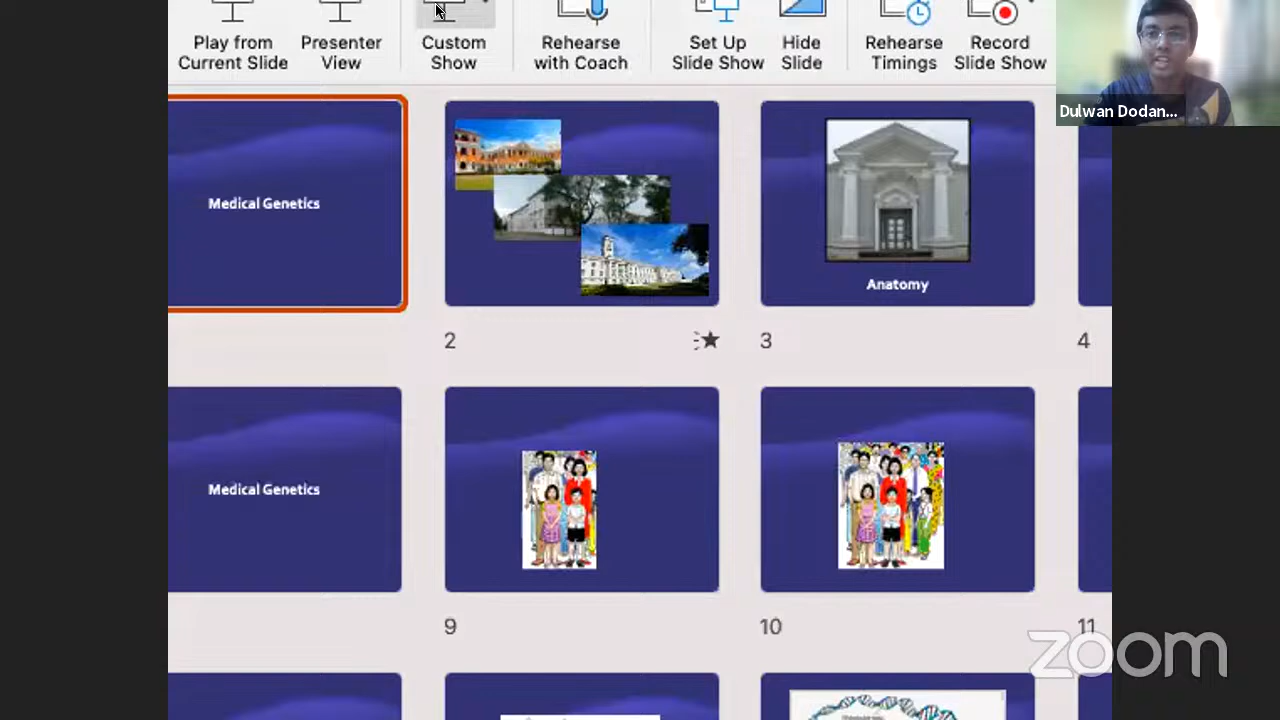 Play from
Current Slide
Presenter
View
Custom
Show
Rehearse
with Coach
Set Up
Slide Show
Hide
Slide
Rehearse
Timings
Record
Slide Show
Dulwan Dodan...
Medical Genetics
Anatomy
2
3
4
Medical Genetics
9
10
11
zoom